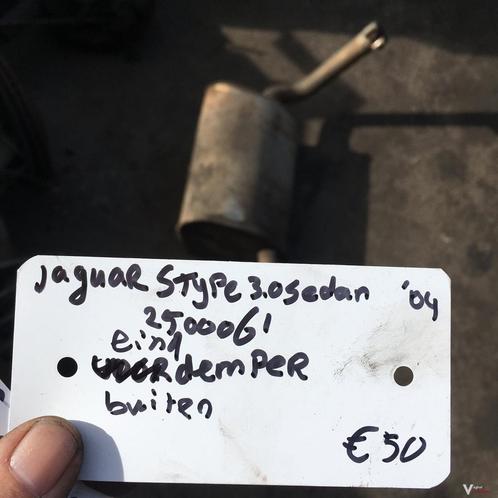 jaguar STYPE 3.0 sedan '04
2500061
eind
demper
buiten
€50